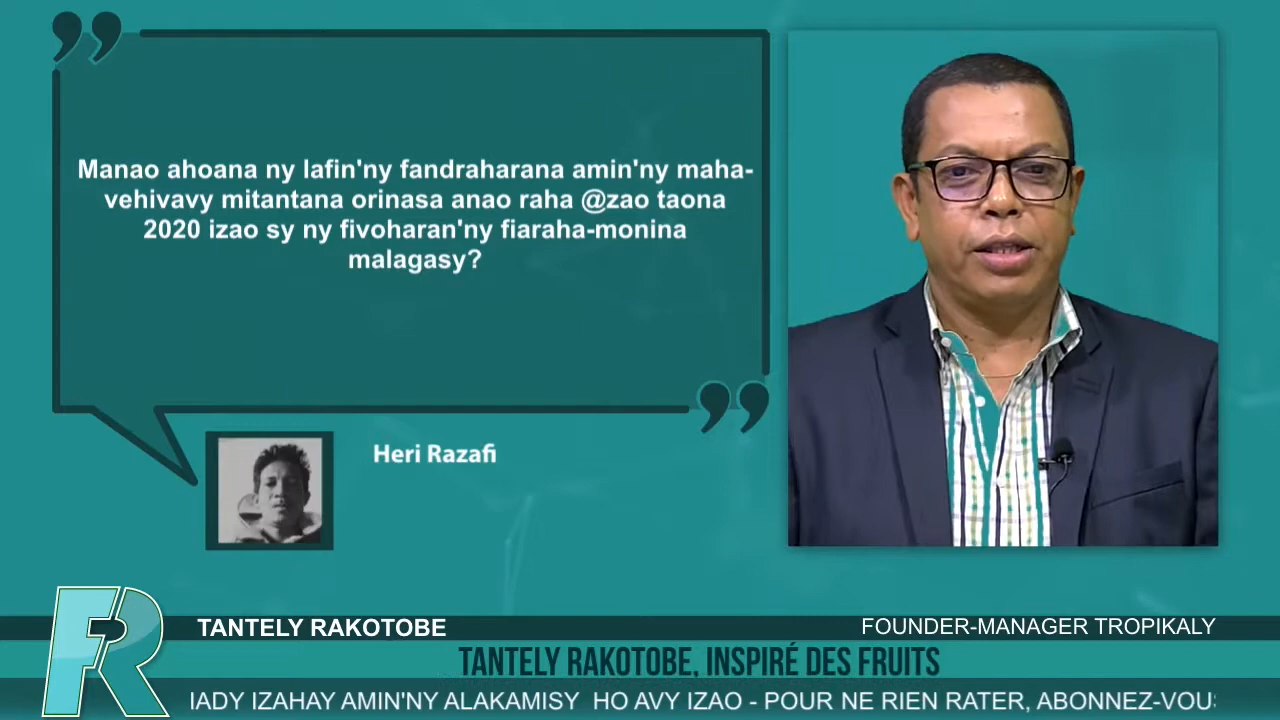 Manao ahoana ny lafin'ny fandraharana amin'ny maha-
vehivavy mitantana orinasa anao raha @zao taona
2020 izao sy ny fivoharan'ny fiaraha-monina
malagasy?
Heri Razafi
FR
TANTELY RAKOTOBE
FOUNDER-MANAGER TROPIKALY
TANTELY RAKOTOBE, INSPIRÉ DES FRUITS
IADY IZAHAY AMIN'NY ALAKAMISY HO AVY IZAO - POUR NE RIEN RATER, ABONNEZ-VOU